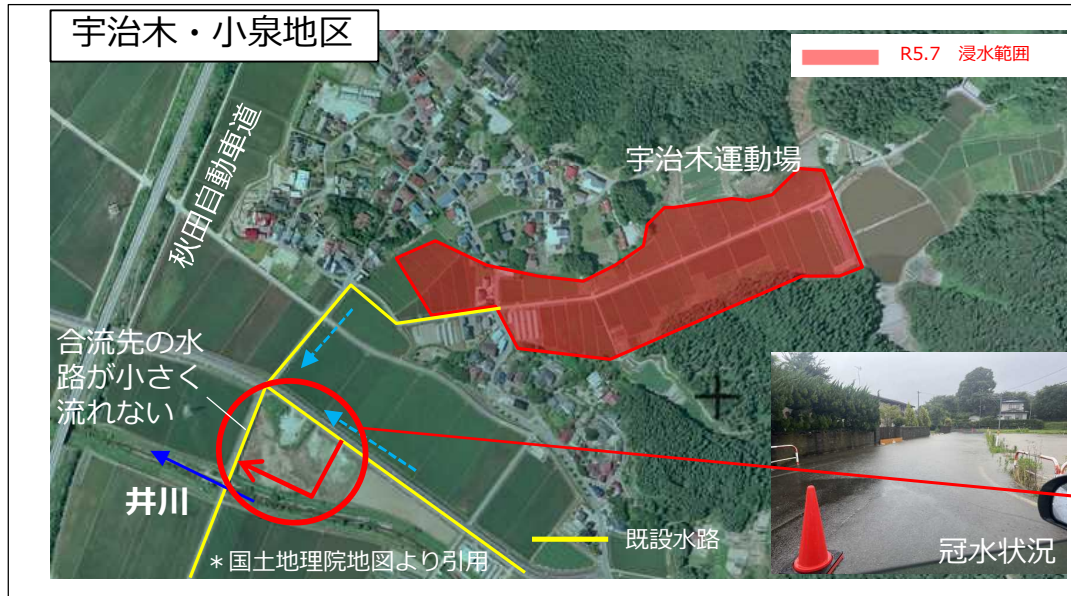 宇治木・小泉地区
R5.7 浸水範囲
宇治木運動場
秋田自動車道
合流先の水
路が小さく
流れない
井川
既設水路
＊国土地理院地図より引用
冠水状況